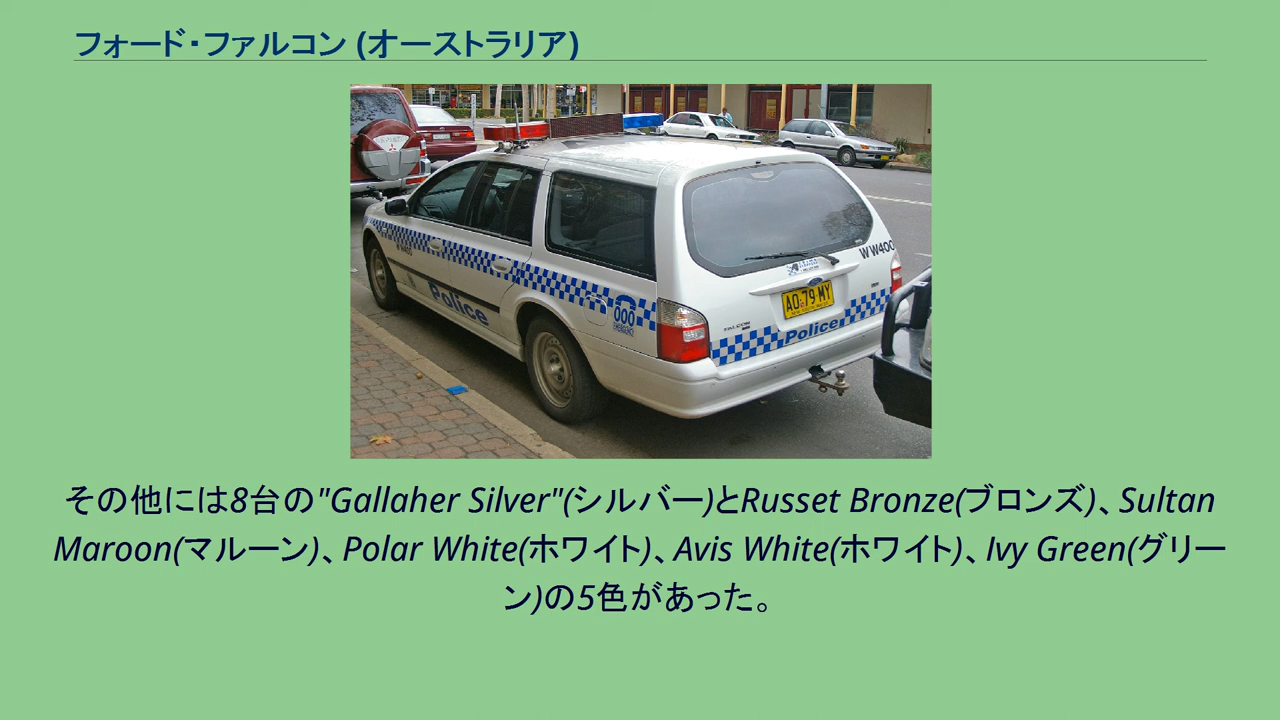 フォード・ファルコン (オーストラリア)
WW400
AO·79·MY
Police
000
Police
その他には8台の"Gallaher Silver"(シルバー)とRusset Bronze(ブロンズ)、Sultan
Maroon(マルーン)、Polar White(ホワイト)、Avis White(ホワイト)、Ivy Green(グリー
ン)の5色があった。